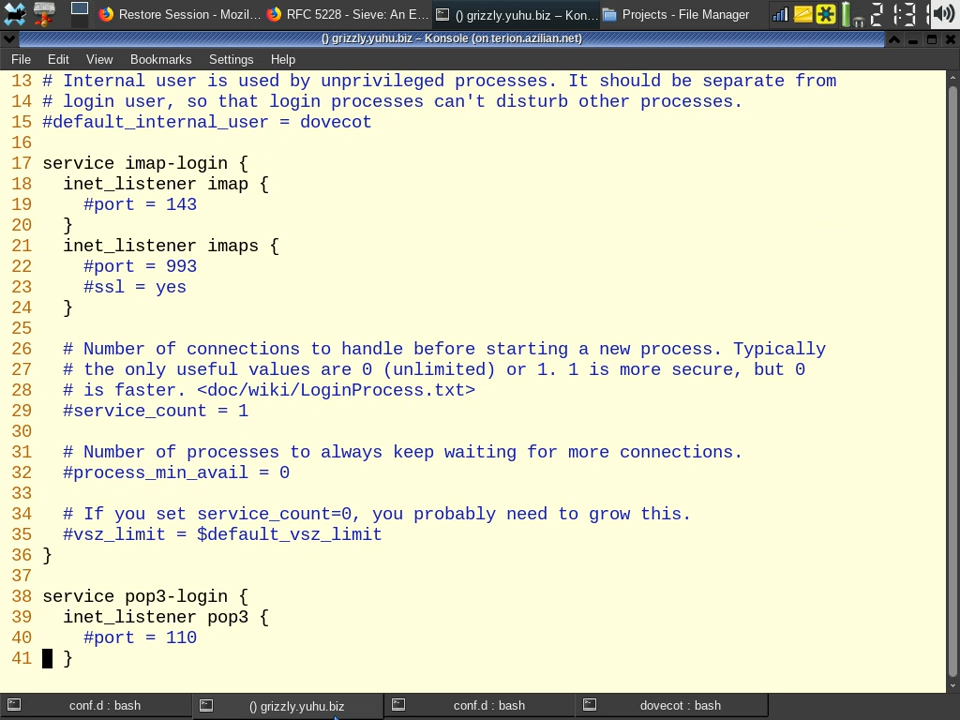 Restore Session - Mozil... RFC 5228 - Sieve: An E... () grizzly.yuhu.biz – Kon... Projects - File Manager
() grizzly.yuhu.biz – Konsole (on terion.azilian.net)
File Edit View Bookmarks Settings Help
13 # Internal user is used by unprivileged processes. It should be separate from
14 # login user, so that login processes can't disturb other processes.
15 #default_internal_user = dovecot
16
17 service imap-login {
18   inet_listener imap {
19     #port = 143
20   }
21   inet_listener imaps {
22     #port = 993
23     #ssl = yes
24   }
25
26   # Number of connections to handle before starting a new process. Typically
27   # the only useful values are 0 (unlimited) or 1. 1 is more secure, but 0
28   # is faster. <doc/wiki/LoginProcess.txt>
29   #service_count = 1
30
31   # Number of processes to always keep waiting for more connections.
32   #process_min_avail = 0
33
34   # If you set service_count=0, you probably need to grow this.
35   #vsz_limit = $default_vsz_limit
36 }
37
38 service pop3-login {
39   inet_listener pop3 {
40     #port = 110
41   }
conf.d : bash () grizzly.yuhu.biz conf.d : bash dovecot : bash